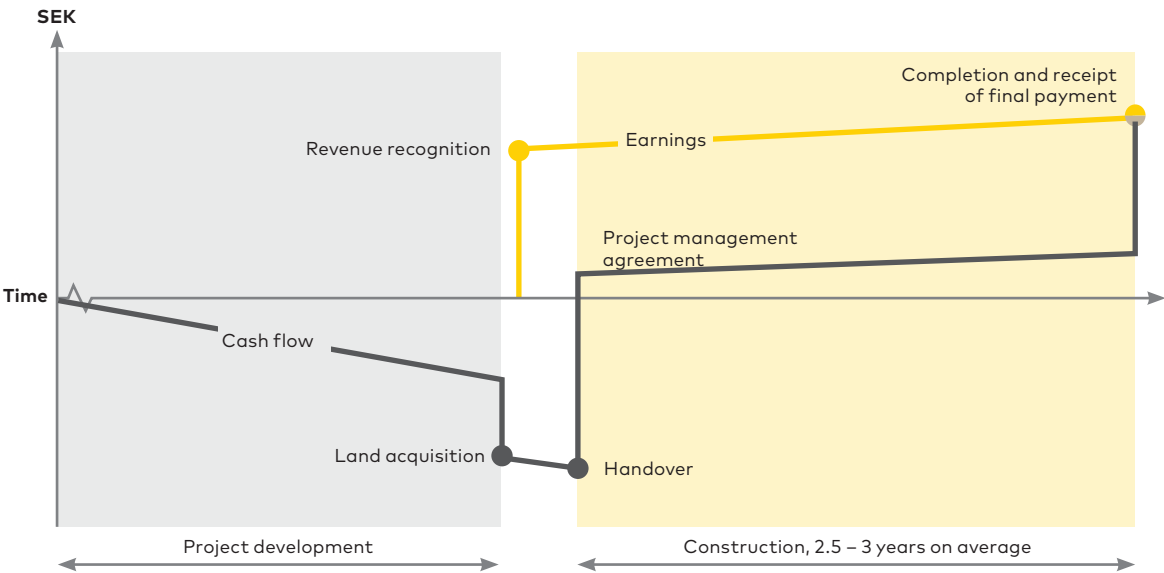 SEK
Completion and receipt
of final payment
Revenue recognition
Earnings
Project management
agreement
Time
Cash flow
Land acquisition
Handover
Project development
Construction, 2.5 – 3 years on average